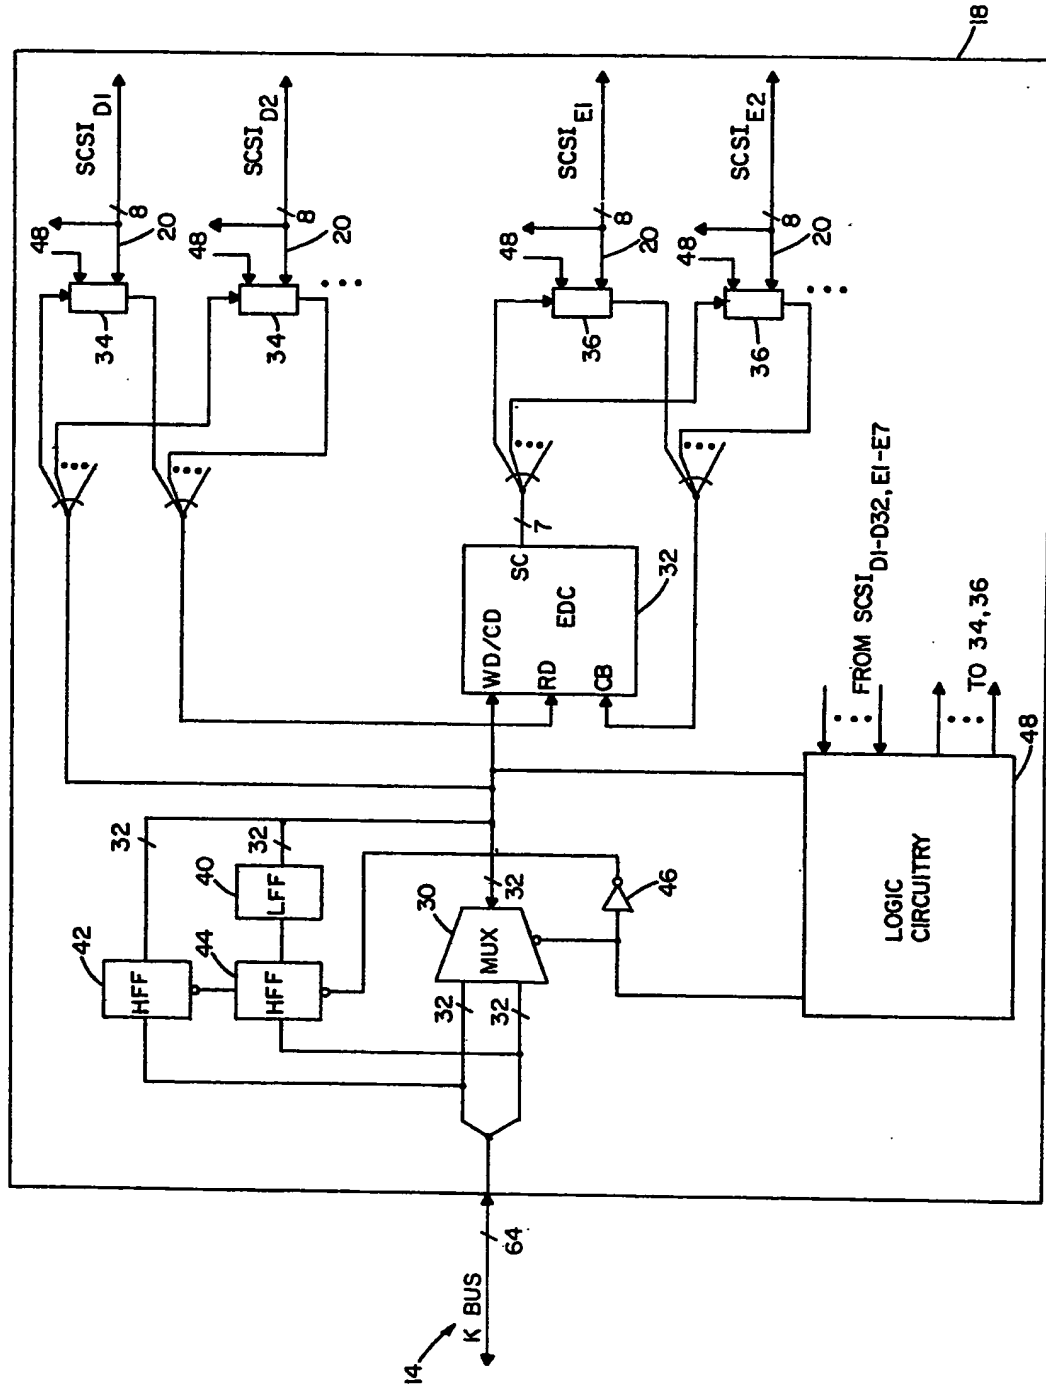 18
SCSI D1
SCSI D2
SCSI E1
SCSI E2
8
8
8
8
20
20
20
20
48
48
48
48
34
34
36
36
7
SC
WD/CD
EDC
RD
CB
32
FROM SCSI D1-D32, E1-E7
TO 34, 36
48
LOGIC
CIRCUITRY
32
32
40
LFF
42
HFF
44
HFF
30
MUX
32
32
32
46
64
K BUS
14